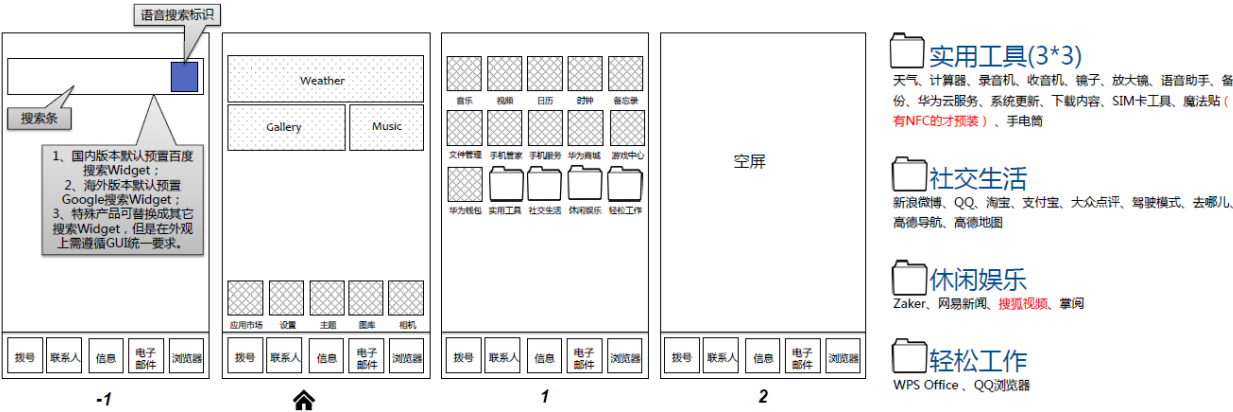 语音搜索标识
搜索条
1、国内版本默认预置百度
搜索Widget；
2、海外版本默认预置
Google搜索Widget；
3、特殊产品可替换成其它
搜索Widget，但是在外观
上需遵循GUI统一要求。
拨号 联系人 信息 电子邮件 浏览器
-1
Weather
Gallery Music
应用市场 设置 主题 图库 相机
拨号 联系人 信息 电子邮件 浏览器
音乐 视频 日历 时钟 备忘录
文件管理 手机管家 手机服务 华为商城 游戏中心
华为钱包 实用工具 社交生活 休闲娱乐 轻松工作
拨号 联系人 信息 电子邮件 浏览器
1
空屏
拨号 联系人 信息 电子邮件 浏览器
2
实用工具(3*3)
天气、计算器、录音机、收音机、镜子、放大镜、语音助手、备
份、华为云服务、系统更新、下载内容、SIM卡工具、魔法贴（
有NFC的才预装）、手电筒
社交生活
新浪微博、QQ、淘宝、支付宝、大众点评、驾驶模式、去哪儿、
高德导航、高德地图
休闲娱乐
Zaker、网易新闻、搜狐视频、掌阅
轻松工作
WPS Office 、QQ浏览器